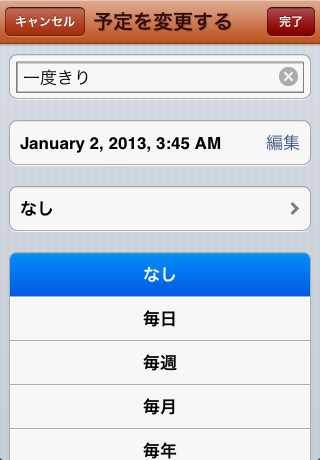 キャンセル 予定を変更する 完了
一度きり
January 2, 2013, 3:45 AM 編集
なし
なし
毎日
毎週
毎月
毎年